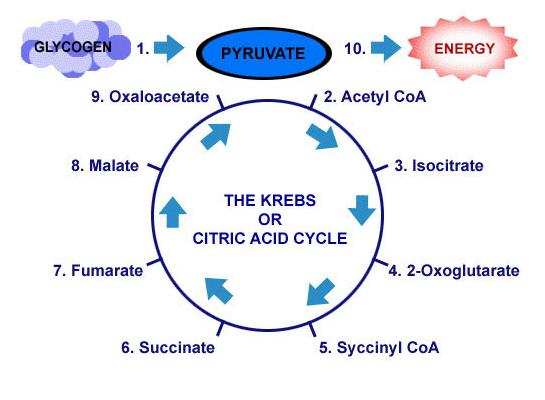 GLYCOGEN 1. PYRUVATE 10. ENERGY
9. Oxaloacetate 2. Acetyl CoA
8. Malate 3. Isocitrate
THE KREBS
OR
CITRIC ACID CYCLE
7. Fumarate 4. 2-Oxoglutarate
6. Succinate 5. Syccinyl CoA